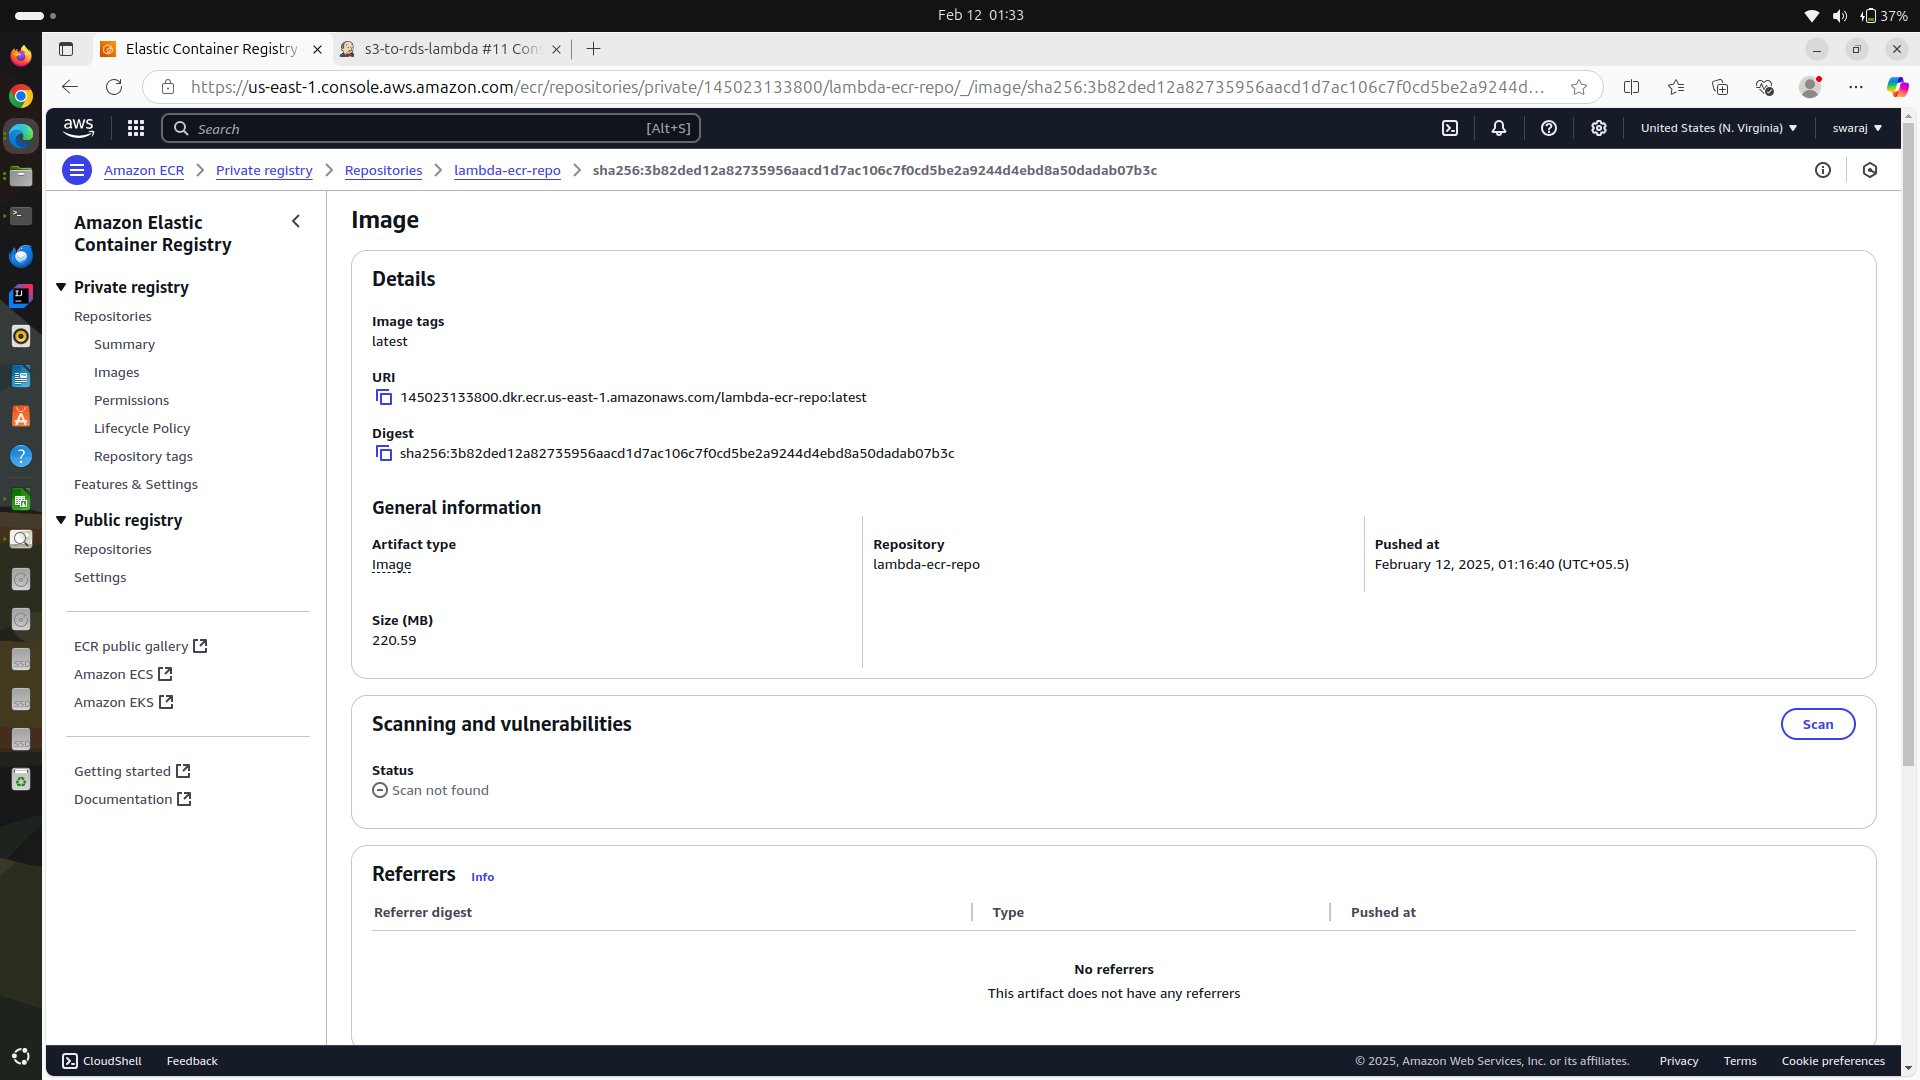 Feb 12 01:33
37%
Elastic Container Registry
s3-to-rds-lambda #11 Con
https://us-east-1.console.aws.amazon.com/ecr/repositories/private/145023133800/lambda-ecr-repo/_/image/sha256:3b82ded12a82735956aacd1d7ac106c7f0cd5be2a9244d...
aws
Search
[Alt+S]
United States (N. Virginia)
swaraj
Amazon ECR
Private registry
Repositories
lambda-ecr-repo
sha256:3b82ded12a82735956aacd1d7ac106c7f0cd5be2a9244d4ebd8a50dadab07b3c
Amazon Elastic
Container Registry
Private registry
Repositories
Summary
Images
Permissions
Lifecycle Policy
Repository tags
Features & Settings
Public registry
Repositories
Settings
ECR public gallery
Amazon ECS
Amazon EKS
Getting started
Documentation
Image
Details
Image tags
latest
URI
145023133800.dkr.ecr.us-east-1.amazonaws.com/lambda-ecr-repo:latest
Digest
sha256:3b82ded12a82735956aacd1d7ac106c7f0cd5be2a9244d4ebd8a50dadab07b3c
General information
Artifact type
Image
Repository
lambda-ecr-repo
Pushed at
February 12, 2025, 01:16:40 (UTC+05.5)
Size (MB)
220.59
Scanning and vulnerabilities
Scan
Status
Scan not found
Referrers
Info
Referrer digest
Type
Pushed at
No referrers
This artifact does not have any referrers
CloudShell
Feedback
© 2025, Amazon Web Services, Inc. or its affiliates.
Privacy
Terms
Cookie preferences